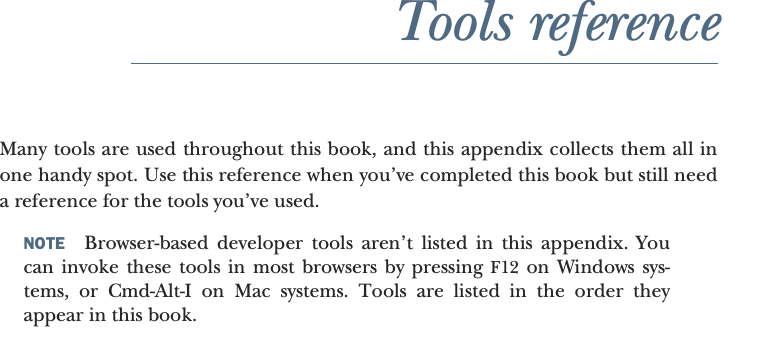 Tools reference
Many tools are used throughout this book, and this appendix collects them all in
one handy spot. Use this reference when you've completed this book but still need
a reference for the tools you've used.
NOTE Browser-based developer tools aren't listed in this appendix. You
can invoke these tools in most browsers by pressing F12 on Windows sys-
tems, or Cmd-Alt-I on Mac systems. Tools are listed in the order they
appear in this book.